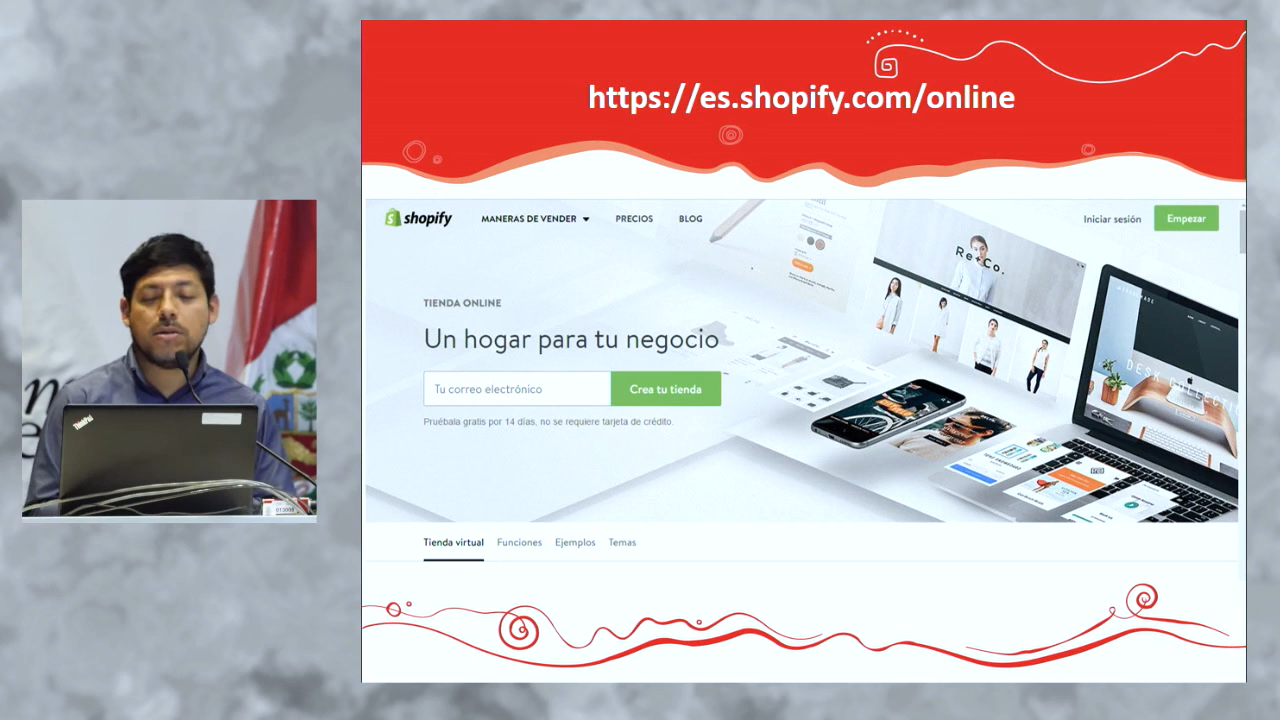 https://es.shopify.com/online
shopify
MANERAS DE VENDER
PRECIOS
BLOG
Iniciar sesión
Empezar
Re+Co.
TIENDA ONLINE
Un hogar para tu negocio
Tu correo electrónico
Crea tu tienda
Pruébala gratis por 14 días, no se requiere tarjeta de crédito.
ThinkPad
Tienda virtual
Funciones
Ejemplos
Temas